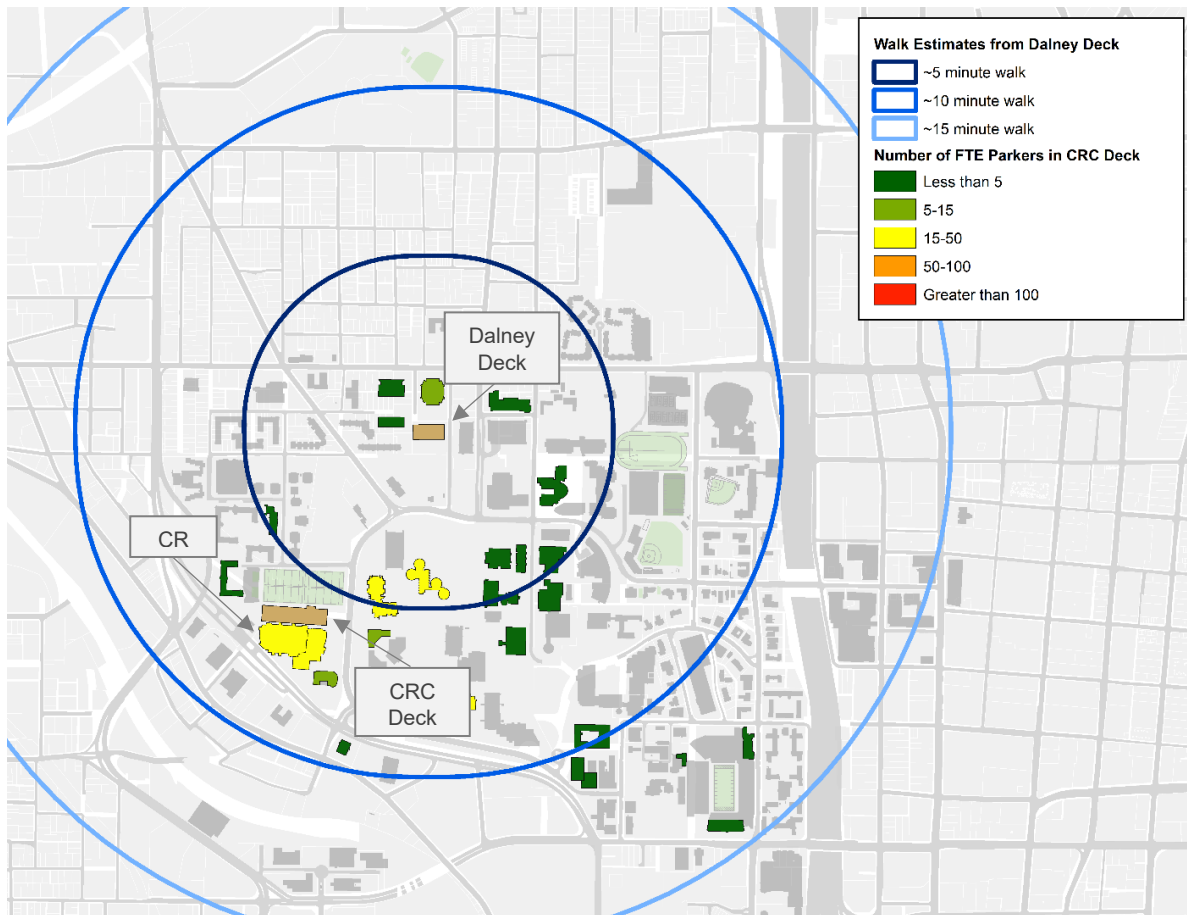 Walk Estimates from Dalney Deck
~5 minute walk
~10 minute walk
~15 minute walk
Number of FTE Parkers in CRC Deck
Less than 5
5-15
15-50
50-100
Greater than 100
Dalney
Deck
CR
CRC
Deck